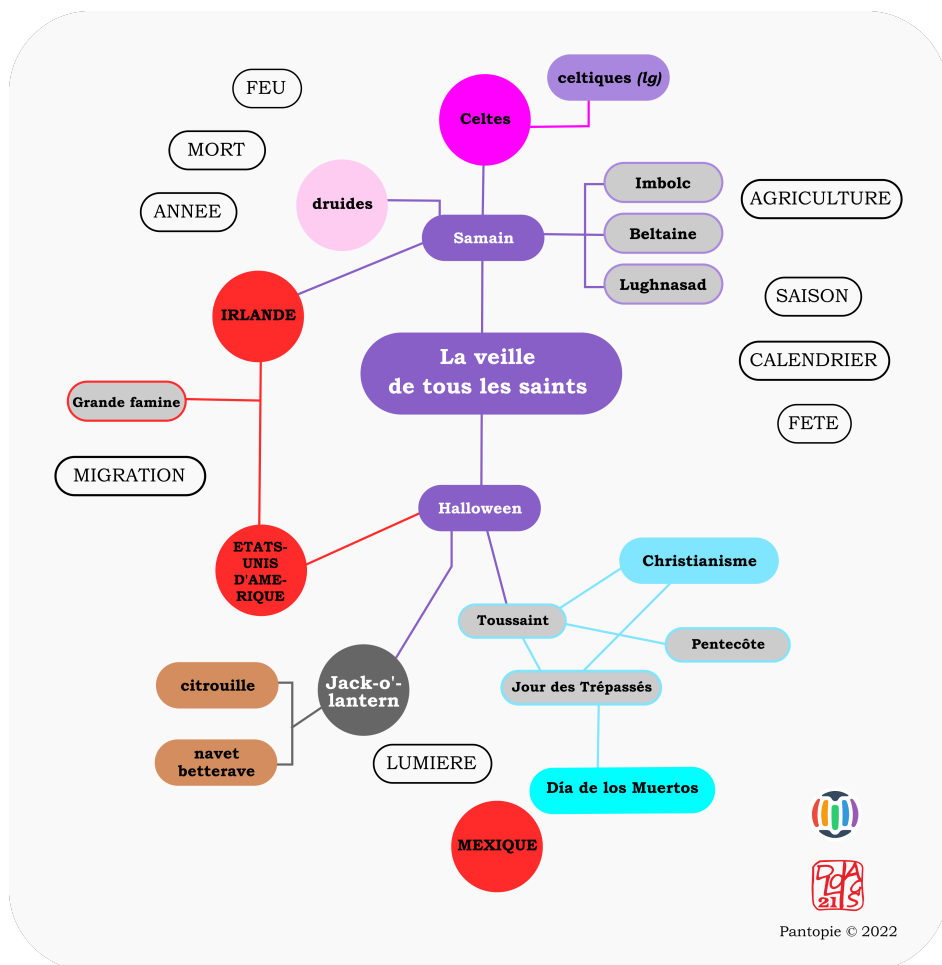 FEU
celtiques (lg)
Celtes
MORT
Imbolc
AGRICULTURE
druides
ANNEE
Samain
Beltaine
Lughnasad
SAISON
IRLANDE
La veille
de tous les saints
CALENDRIER
Grande famine
FETE
MIGRATION
Halloween
ETATS-
UNIS
D'AME-
RIQUE
Christianisme
Toussaint
Pentecôte
citrouille
Jack-o'-
lantern
Jour des Trépassés
navet
betterave
LUMIERE
Día de los Muertos
MEXIQUE
21
Pantopie © 2022